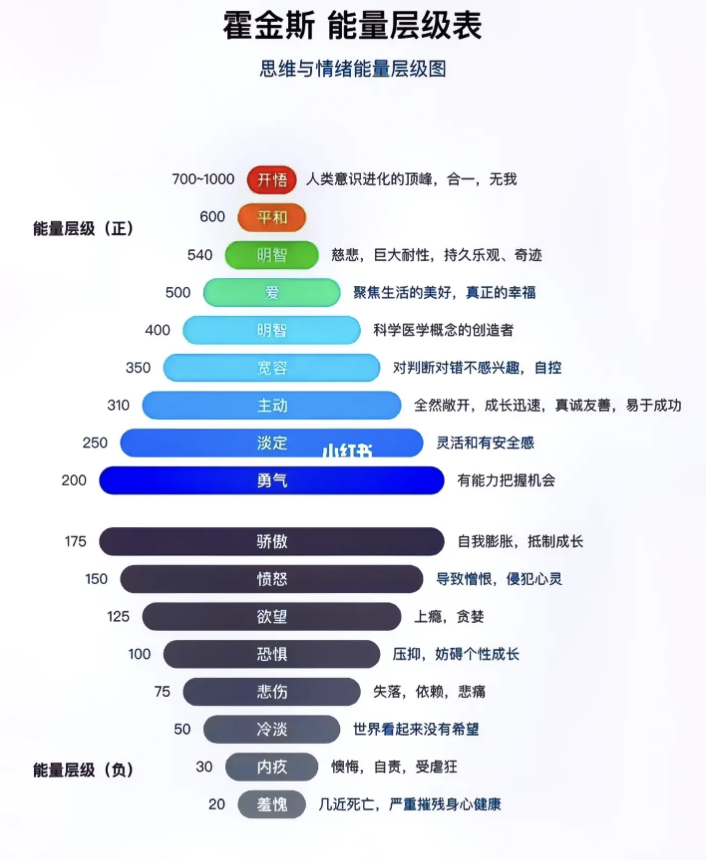 霍金斯 能量层级表
思维与情绪能量层级图
700~1000 开悟 人类意识进化的顶峰，合一，无我
600 平和
能量层级（正）
540 明智 慈悲，巨大耐性，持久乐观、奇迹
500 爱 聚焦生活的美好，真正的幸福
400 明智 科学医学概念的创造者
350 宽容 对判断对错不感兴趣，自控
310 主动 全然敞开，成长迅速，真诚友善，易于成功
250 淡定 灵活和有安全感
小红书
200 勇气 有能力把握机会
175 骄傲 自我膨胀，抵制成长
150 愤怒 导致憎恨，侵犯心灵
125 欲望 上瘾，贪婪
100 恐惧 压抑，妨碍个性成长
75 悲伤 失落，依赖，悲痛
50 冷淡 世界看起来没有希望
能量层级（负）
30 内疚 懊悔，自责，受虐狂
20 羞愧 几近死亡，严重摧残身心健康